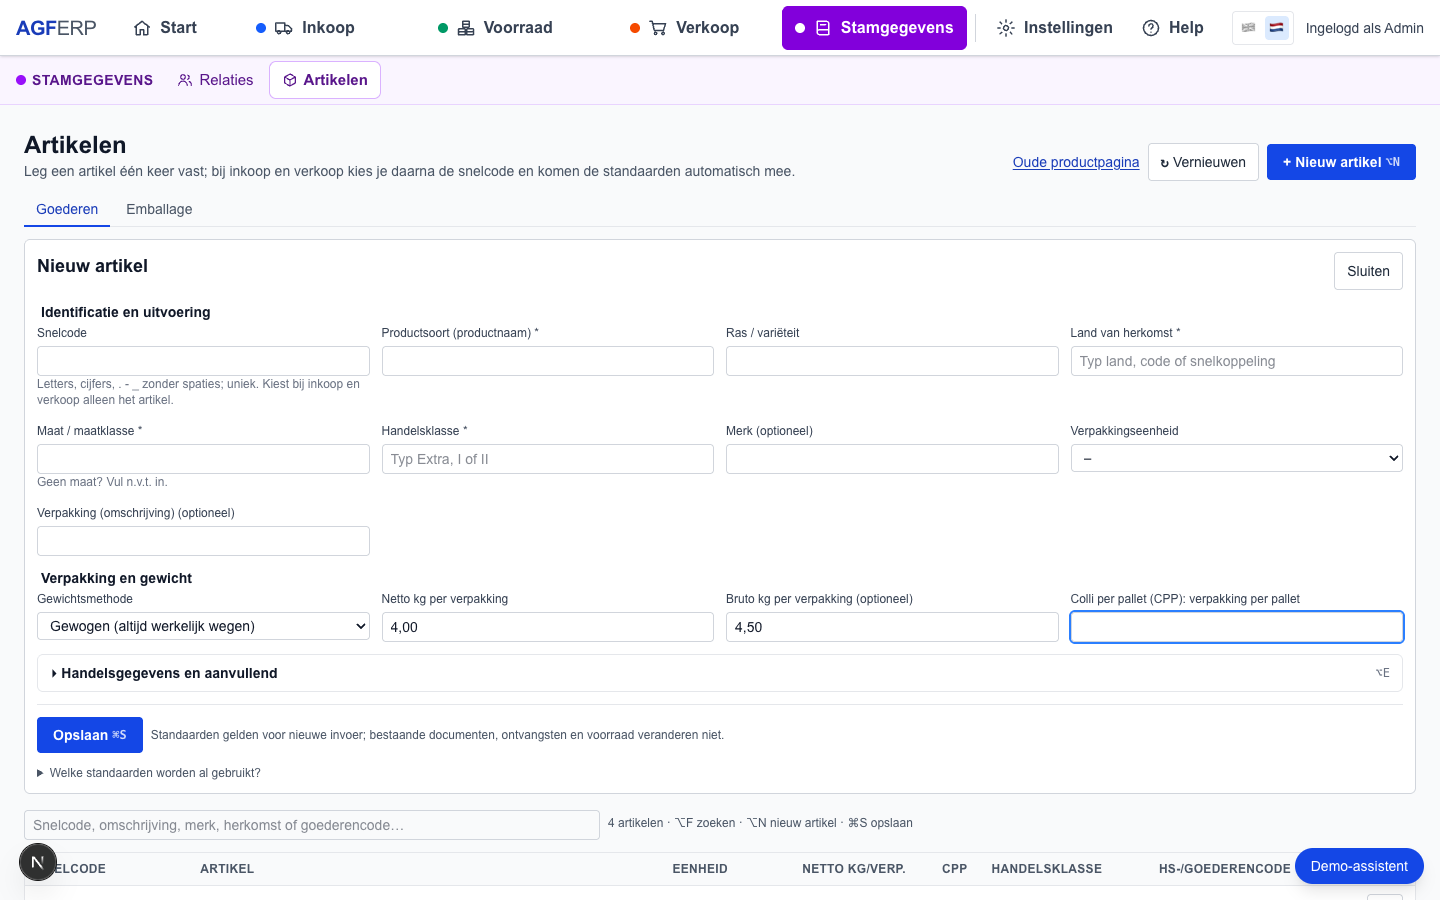 AGFERP
Start
Inkoop
Voorraad
Verkoop
Stamgegevens
Instellingen
Help
Ingelogd als Admin
STAMGEGEVENS
Relaties
Artikelen
Artikelen
Leg een artikel één keer vast; bij inkoop en verkoop kies je daarna de snelcode en komen de standaarden automatisch mee.
Oude productpagina
↻ Vernieuwen
+ Nieuw artikel ⌥N
Goederen
Emballage
Nieuw artikel
Sluiten
Identificatie en uitvoering
Snelcode
Productsoort (productnaam) *
Ras / variëteit
Land van herkomst *
Typ land, code of snelkoppeling
Letters, cijfers, . - _ zonder spaties; uniek. Kiest bij inkoop en
verkoop alleen het artikel.
Maat / maatklasse *
Handelsklasse *
Merk (optioneel)
Verpakkingseenheid
Typ Extra, I of II
–
Geen maat? Vul n.v.t. in.
Verpakking (omschrijving) (optioneel)
Verpakking en gewicht
Gewichtsmethode
Netto kg per verpakking
Bruto kg per verpakking (optioneel)
Colli per pallet (CPP): verpakking per pallet
Gewogen (altijd werkelijk wegen)
4,00
4,50
Handelsgegevens en aanvullend
⌥E
Opslaan ⌘S
Standaarden gelden voor nieuwe invoer; bestaande documenten, ontvangsten en voorraad veranderen niet.
Welke standaarden worden al gebruikt?
Snelcode, omschrijving, merk, herkomst of goederencode…
4 artikelen · ⌥F zoeken · ⌥N nieuw artikel · ⌘S opslaan
N
ELCODE
ARTIKEL
EENHEID
NETTO KG/VERP.
CPP
HANDELSKLASSE
HS-/GOEDERENCODE
Demo-assistent